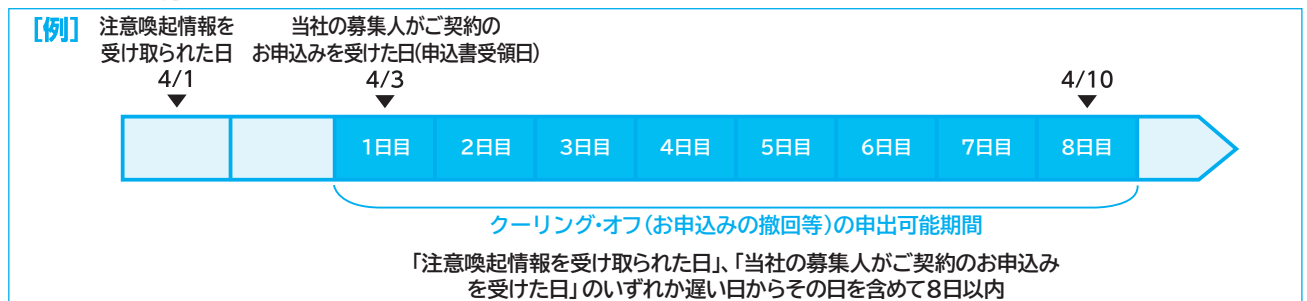 ［例］
注意喚起情報を
受け取られた日
4/1
当社の募集人がご契約の
お申込みを受けた日(申込書受領日)
4/3
4/10
1日目 2日目 3日目 4日目 5日目 6日目 7日目 8日目
クーリング・オフ（お申込みの撤回等）の申出可能期間
「注意喚起情報を受け取られた日」、「当社の募集人がご契約のお申込み
を受けた日」のいずれか遅い日からその日を含めて8日以内